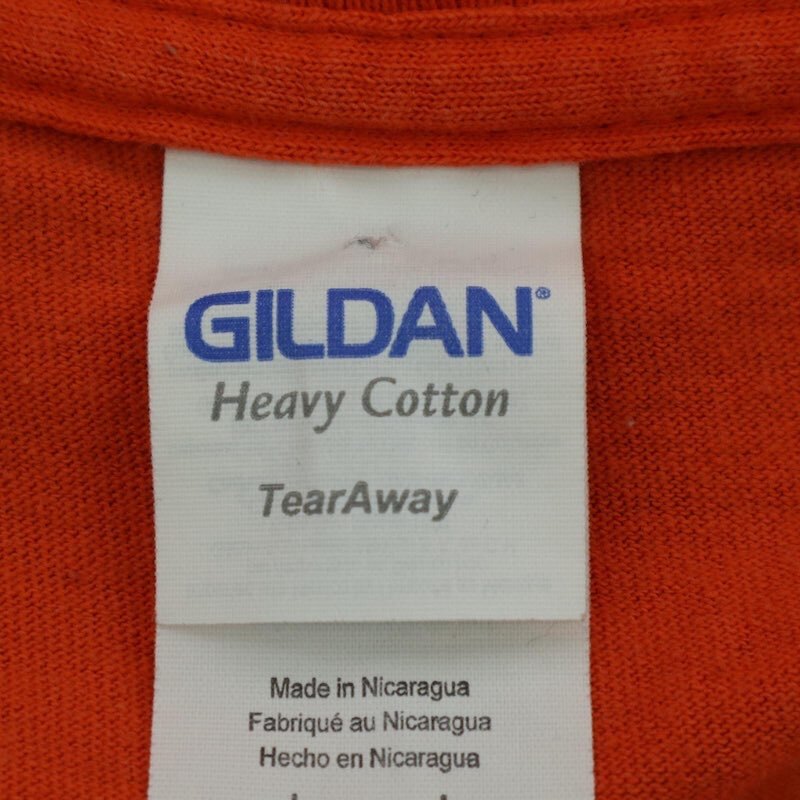 GILDAN®
Heavy Cotton
TearAway
Made in Nicaragua
Fabriqué au Nicaragua
Hecho en Nicaragua